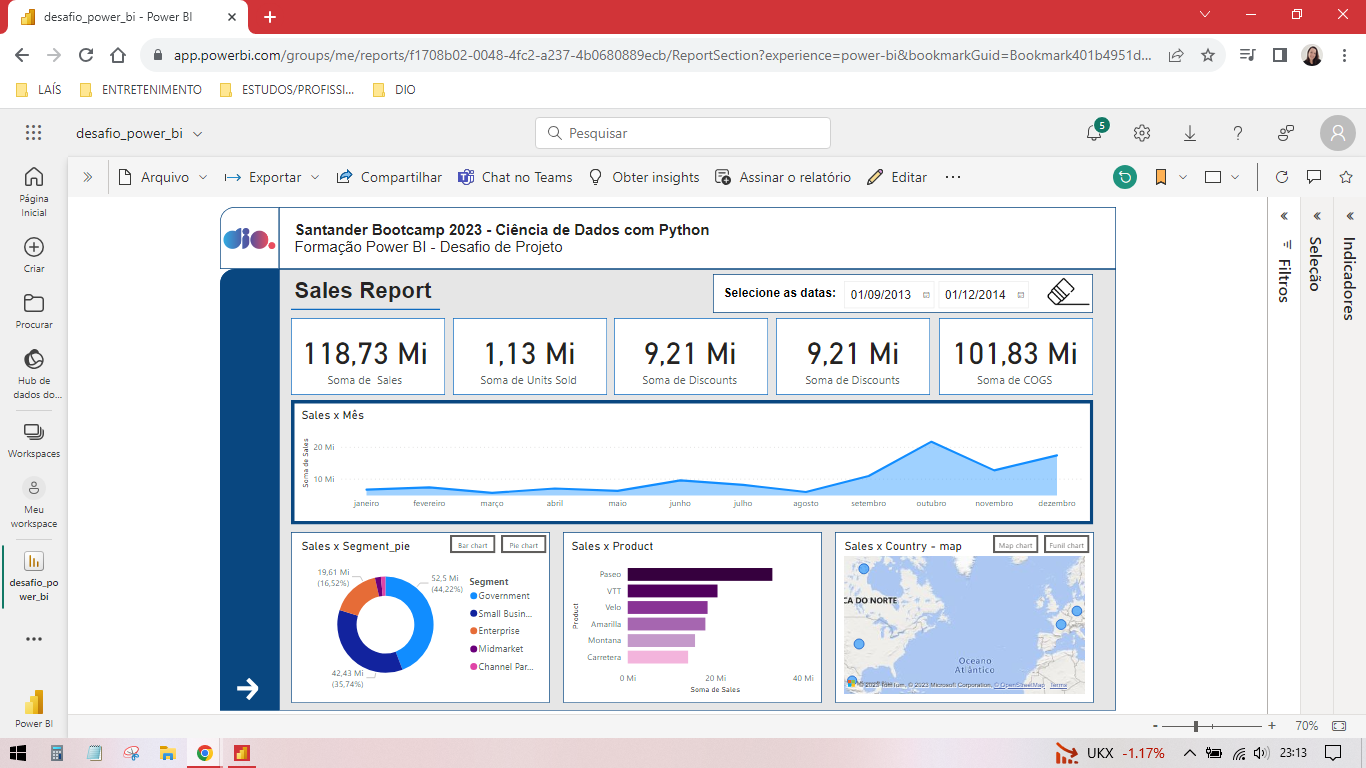 desafio_power_bi - Power BI
app.powerbi.com/groups/me/reports/f1708b02-0048-4fc2-a237-4b0680889ecb/ReportSection?experience=power-bi&bookmarkGuid=Bookmark401b4951d...
LAÍS
ENTRETENIMENTO
ESTUDOS/PROFISSI...
DIO
desafio_power_bi
Pesquisar
5
Arquivo
Exportar
Compartilhar
Chat no Teams
Obter insights
Assinar o relatório
Editar
Página
Inicial
Criar
Procurar
Hub de
dados do...
Workspaces
Meu
workspace
desafio_po
wer_bi
Power BI
dio.
Santander Bootcamp 2023 - Ciência de Dados com Python
Formação Power BI - Desafio de Projeto
Sales Report
Selecione as datas:
01/09/2013
01/12/2014
118,73 Mi
Soma de Sales
1,13 Mi
Soma de Units Sold
9,21 Mi
Soma de Discounts
9,21 Mi
Soma de Discounts
101,83 Mi
Soma de COGS
Sales x Mês
Soma de Sales
20 Mi
10 Mi
janeiro
fevereiro
março
abril
maio
junho
julho
agosto
setembro
outubro
novembro
dezembro
Sales x Segment_pie
Bar chart
Pie chart
19,61 Mi
(16,52%)
52,5 Mi
(44,22%)
42,43 Mi
(35,74%)
Segment
Government
Small Busin...
Enterprise
Midmarket
Channel Par...
Sales x Product
Product
Paseo
VTT
Velo
Amarilla
Montana
Carretera
0 Mi
20 Mi
40 Mi
Soma de Sales
Sales x Country - map
Map chart
Funil chart
CA DO NORTE
Oceano
Atlântico
© 2023 TomTom, © 2023 Microsoft Corporation, © OpenStreetMap Terms
Filtros
Seleção
Indicadores
- + 70%
UKX -1.17%
23:13